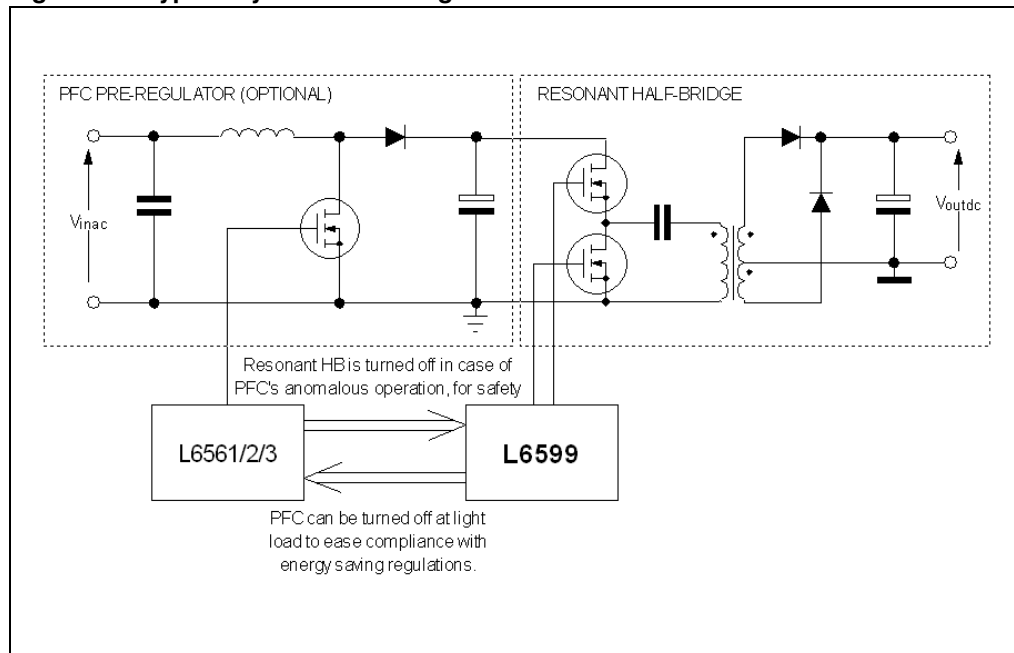 PFC PRE-REGULATOR (OPTIONAL)
RESONANT HALF-BRIDGE
Vinac
Voutdc
Resonant HB is turned off in case of
PFC's anomalous operation, for safety
L6561/2/3
L6599
PFC can be turned off at light
load to ease compliance with
energy saving regulations.